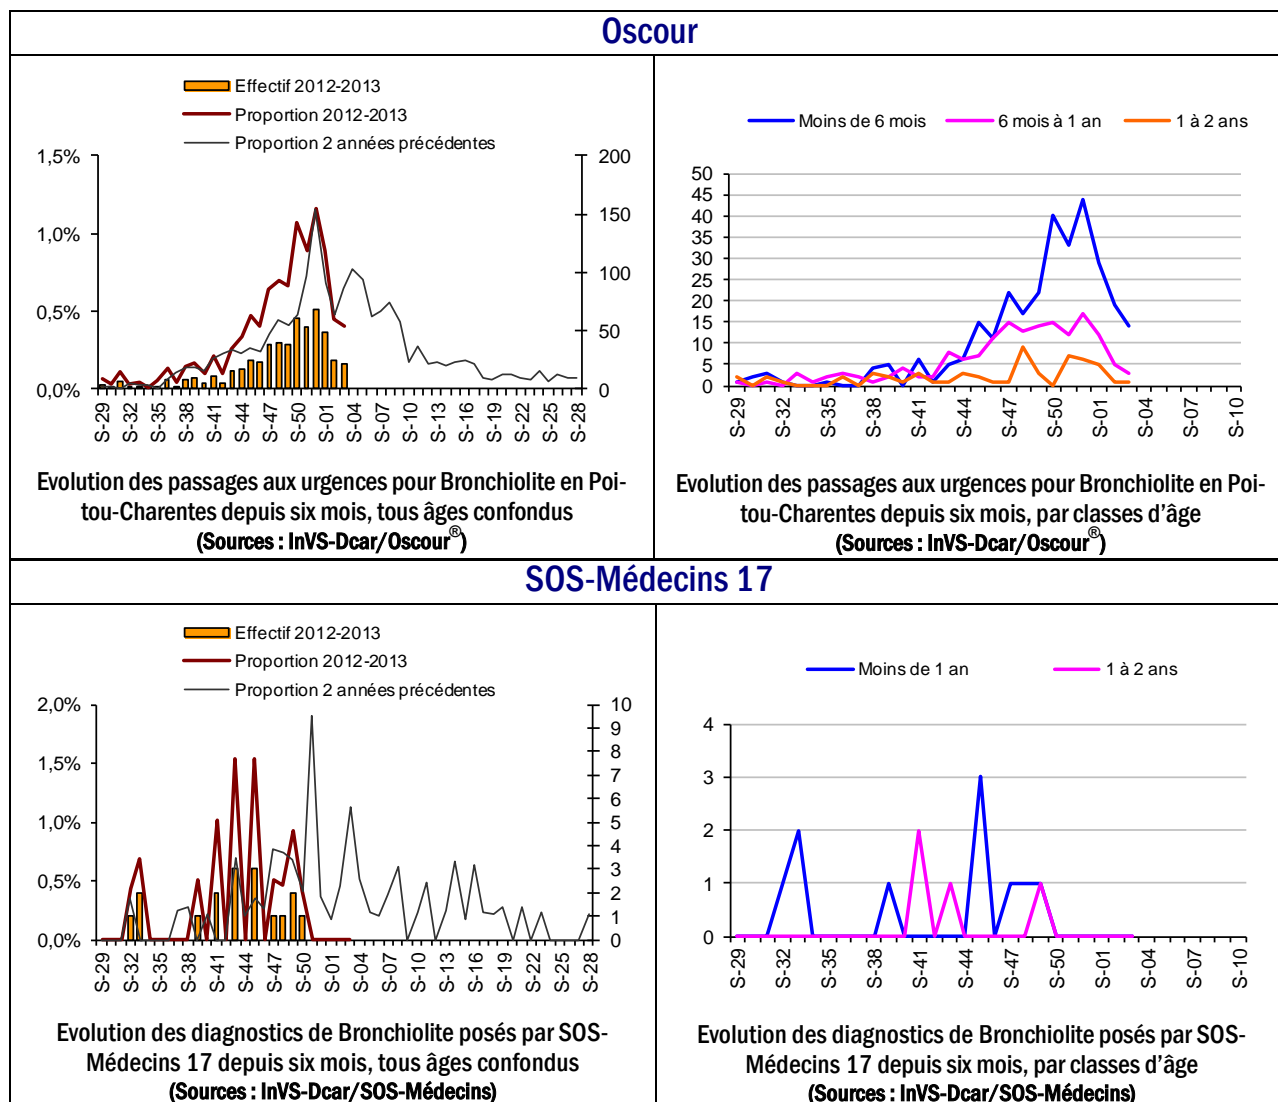 Oscour
Effectif 2012-2013
Proportion 2012-2013
Proportion 2 années précédentes
1,5%
1,0%
0,5%
0,0%
200
150
100
50
0
S-29
S-32
S-35
S-38
S-41
S-44
S-47
S-50
S-01
S-04
S-07
S-10
S-13
S-16
S-19
S-22
S-25
S-28
Evolution des passages aux urgences pour Bronchiolite en Poi-
tou-Charentes depuis six mois, tous âges confondus
(Sources : InVS-Dcar/Oscour®)
Moins de 6 mois
6 mois à 1 an
1 à 2 ans
50
45
40
35
30
25
20
15
10
5
0
S-29
S-32
S-35
S-38
S-41
S-44
S-47
S-50
S-01
S-04
S-07
S-10
Evolution des passages aux urgences pour Bronchiolite en Poi-
tou-Charentes depuis six mois, par classes d’âge
(Sources : InVS-Dcar/Oscour®)
SOS-Médecins 17
Effectif 2012-2013
Proportion 2012-2013
Proportion 2 années précédentes
2,0%
1,5%
1,0%
0,5%
0,0%
10
9
8
7
6
5
4
3
2
1
0
S-29
S-32
S-35
S-38
S-41
S-44
S-47
S-50
S-01
S-04
S-07
S-10
S-13
S-16
S-19
S-22
S-25
S-28
Evolution des diagnostics de Bronchiolite posés par SOS-
Médecins 17 depuis six mois, tous âges confondus
(Sources : InVS-Dcar/SOS-Médecins)
Moins de 1 an
1 à 2 ans
4
3
2
1
0
S-29
S-32
S-35
S-38
S-41
S-44
S-47
S-50
S-01
S-04
S-07
S-10
Evolution des diagnostics de Bronchiolite posés par SOS-
Médecins 17 depuis six mois, par classes d’âge
(Sources : InVS-Dcar/SOS-Médecins)